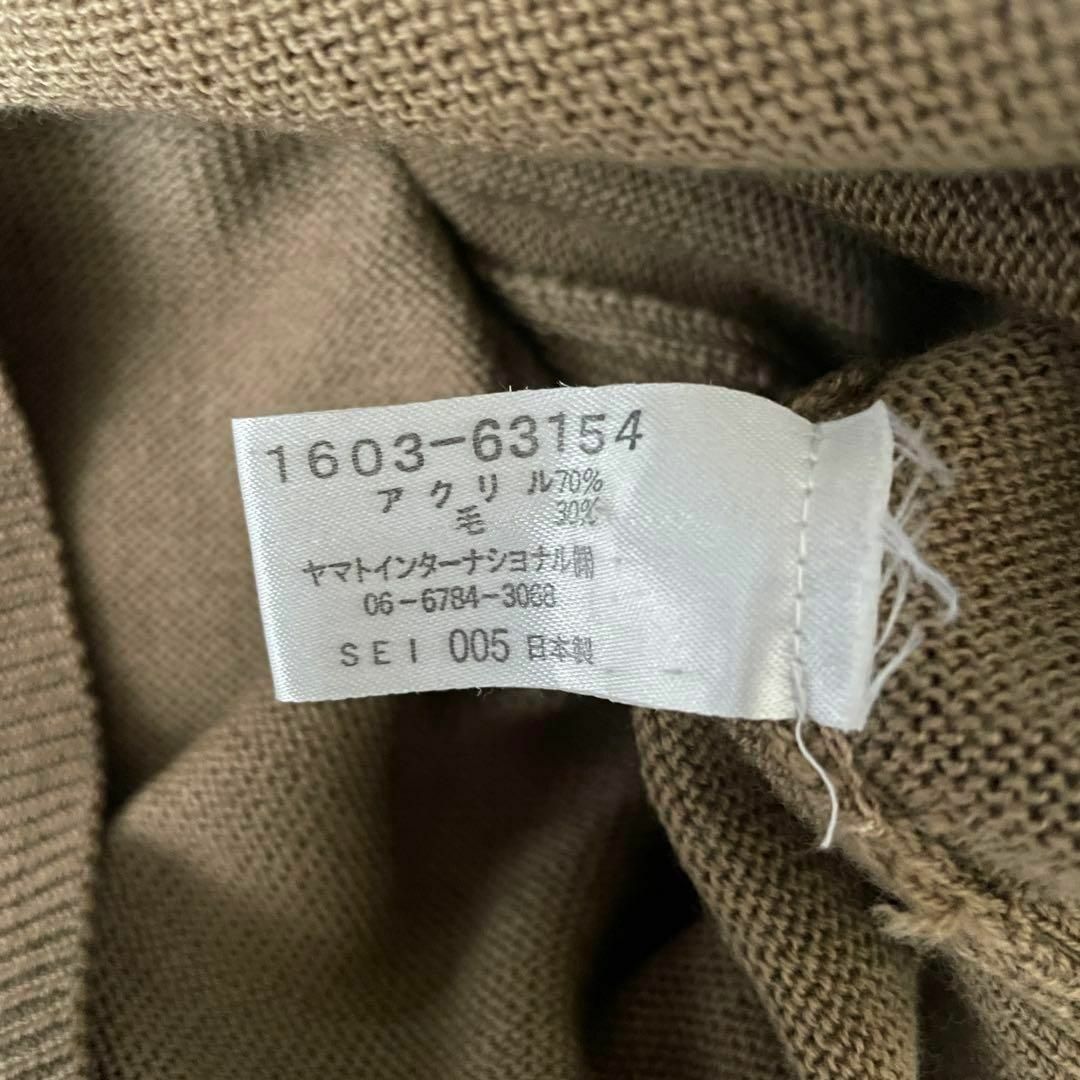 1603-63154
アクリル70%
毛 30%
ヤマトインターナショナル㈱
06-6784-3068
SEI 005 日本製